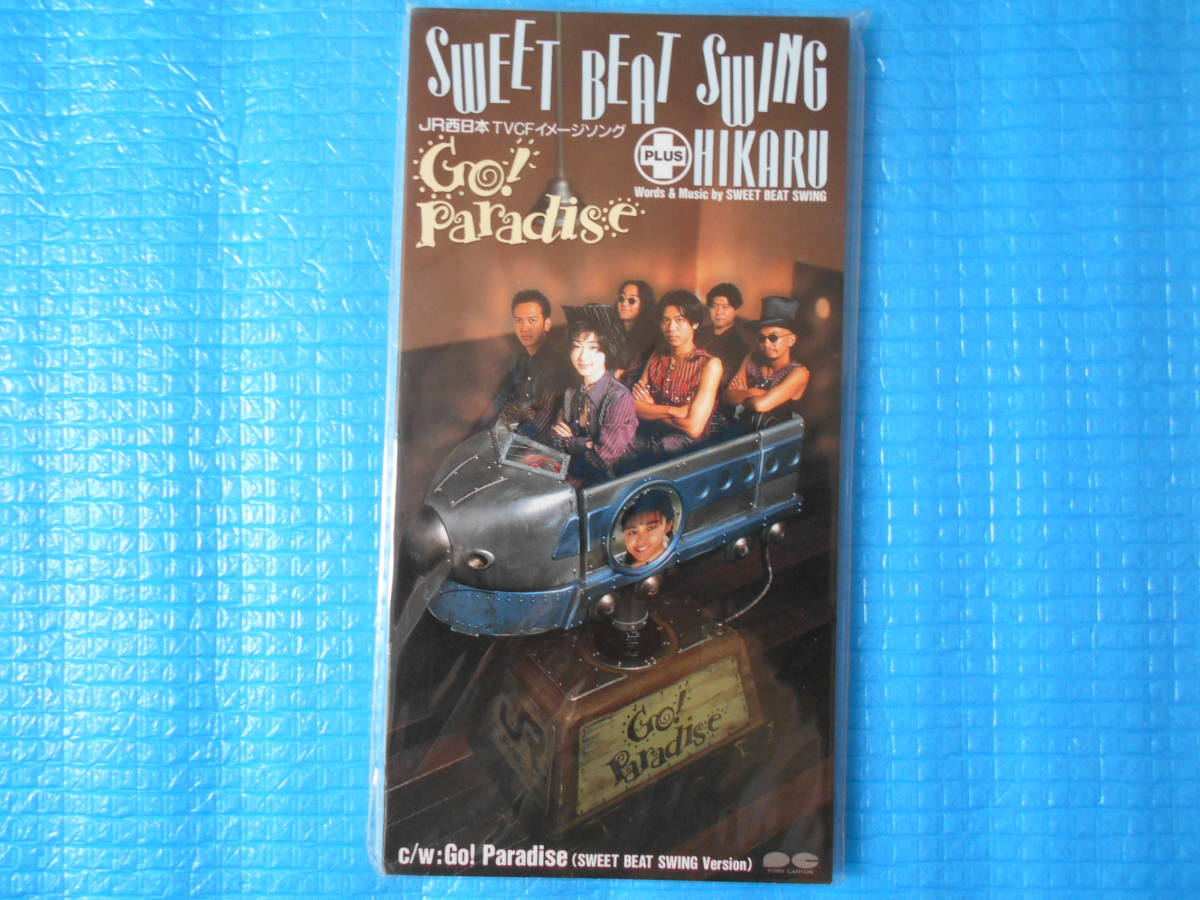 SWEET BEAT SWING
JR西日本 TVCFイメージソング
PLUS HIKARU
Words & Music by SWEET BEAT SWING
Go!
Paradise
Go!
Paradise
c/w:Go! Paradise (SWEET BEAT SWING Version)
PONY CANYON